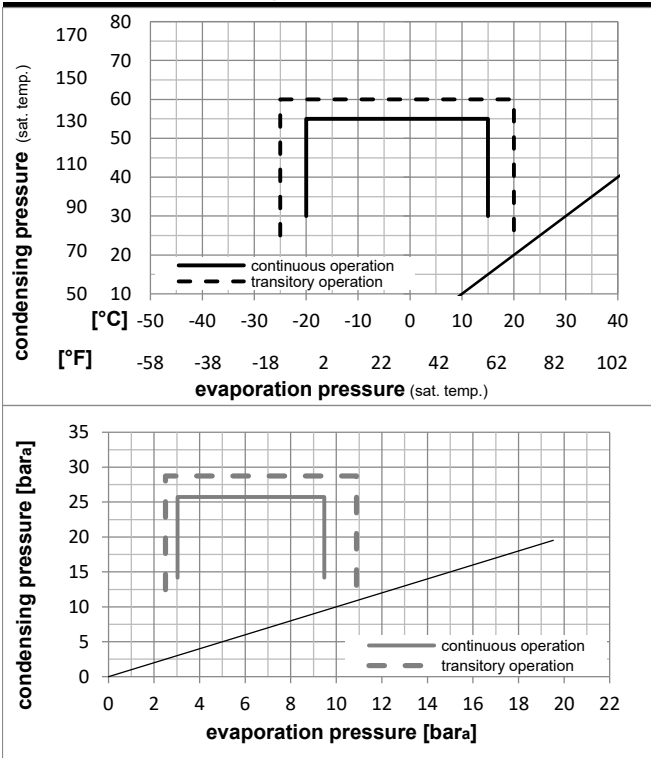 condensing pressure (sat. temp.)
170 80
70
150
60
130
50
110
40
90
30
70
20
50 10
continuous operation
transitory operation
[°C] -50 -40 -30 -20 -10 0 10 20 30 40
[°F] -58 -38 -18 2 22 42 62 82 102
evaporation pressure (sat. temp.)
condensing pressure [bara]
35
30
25
20
15
10
5
0
continuous operation
transitory operation
0 2 4 6 8 10 12 14 16 18 20 22
evaporation pressure [bara]